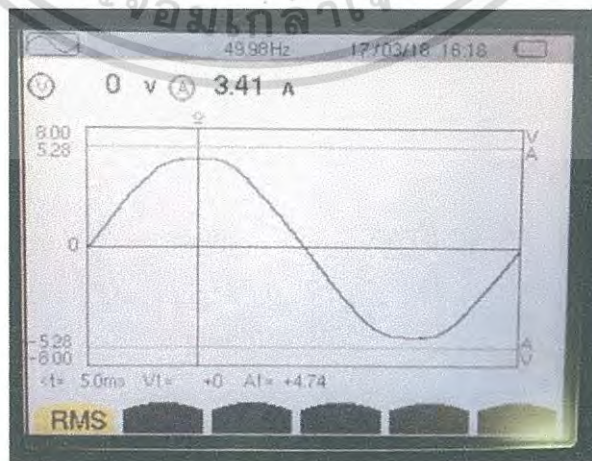 49.98Hz 17/03/18 16:18
V 0 V A 3.41 A
8.00 V
5.28 A
0
-5.28 A
-8.00 V
t= 5.0ms V1= +0 A1= +4.74
RMS